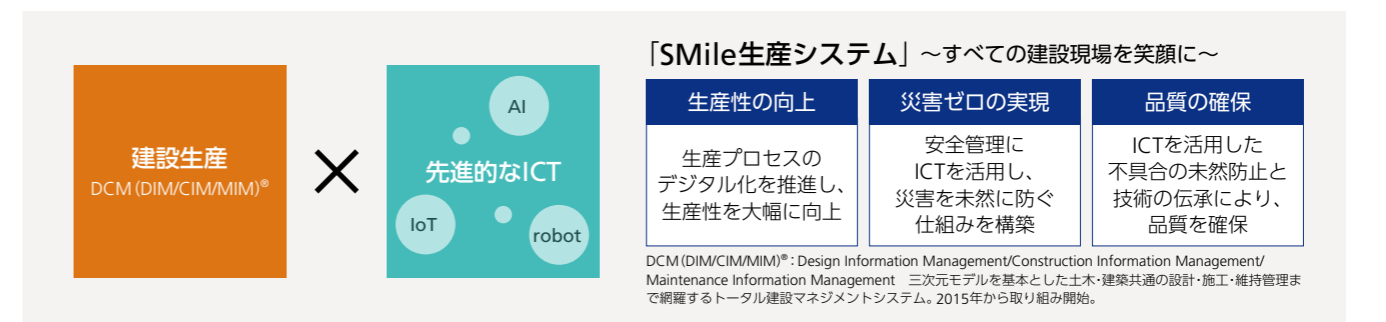 建設生産
DCM(DIM/CIM/MIM)®
×
AI
先進的なICT
IoT
robot
「SMile生産システム」 ～すべての建設現場を笑顔に～
生産性の向上
生産プロセスの
デジタル化を推進し、
生産性を大幅に向上
災害ゼロの実現
安全管理に
ICTを活用し、
災害を未然に防ぐ
仕組みを構築
品質の確保
ICTを活用した
不具合の未然防止と
技術の伝承により、
品質を確保
DCM(DIM/CIM/MIM)®：Design Information Management/Construction Information Management/
Maintenance Information Management　三次元モデルを基本とした土木・建築共通の設計・施工・維持管理ま
で網羅するトータル建設マネジメントシステム。2015年から取り組み開始。